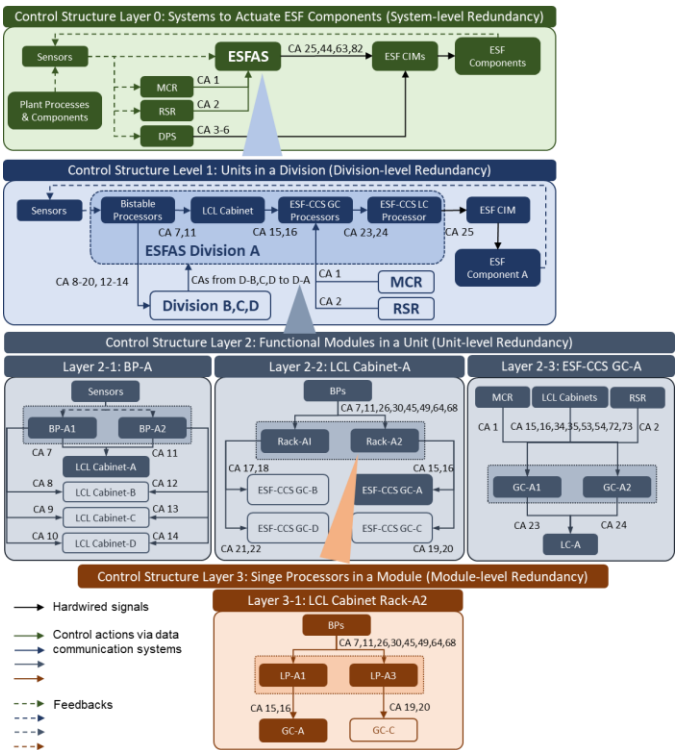 Control Structure Layer 0: Systems to Actuate ESF Components (System-level Redundancy)
Sensors
ESFAS
CA 25,44,63,82
ESF CIMs
ESF
Components
MCR
CA 1
RSR
CA 2
Plant Processes
& Components
DPS
CA 3-6
Control Structure Level 1: Units in a Division (Division-level Redundancy)
Sensors
Bistable
Processors
LCL Cabinet
ESF-CCS GC
Processors
ESF-CCS LC
Processor
ESF CIM
CA 7,11
CA 15,16
CA 23,24
CA 25
ESFAS Division A
ESF
Component A
CA 8-20, 12-14
CAs from D-B,C,D to D-A
CA 1
MCR
Division B,C,D
CA 2
RSR
Control Structure Layer 2: Functional Modules in a Unit (Unit-level Redundancy)
Layer 2-1: BP-A
Sensors
BP-A1
BP-A2
CA 7
CA 11
LCL Cabinet-A
CA 8
LCL Cabinet-B
CA 12
CA 9
LCL Cabinet-C
CA 13
CA 10
LCL Cabinet-D
CA 14
Layer 2-2: LCL Cabinet-A
BPs
CA 7,11,26,30,45,49,64,68
Rack-AI
Rack-A2
CA 17,18
CA 15,16
ESF-CCS GC-B
ESF-CCS GC-A
ESF-CCS GC-D
ESF-CCS GC-C
CA 21,22
CA 19,20
Layer 2-3: ESF-CCS GC-A
MCR
LCL Cabinets
RSR
CA 1
CA 15,16,34,35,53,54,72,73
CA 2
GC-A1
GC-A2
CA 23
CA 24
LC-A
Control Structure Layer 3: Singe Processors in a Module (Module-level Redundancy)
Layer 3-1: LCL Cabinet Rack-A2
BPs
CA 7,11,26,30,45,49,64,68
LP-A1
LP-A3
CA 15,16
CA 19,20
GC-A
GC-C
Hardwired signals
Control actions via data
communication systems
Feedbacks